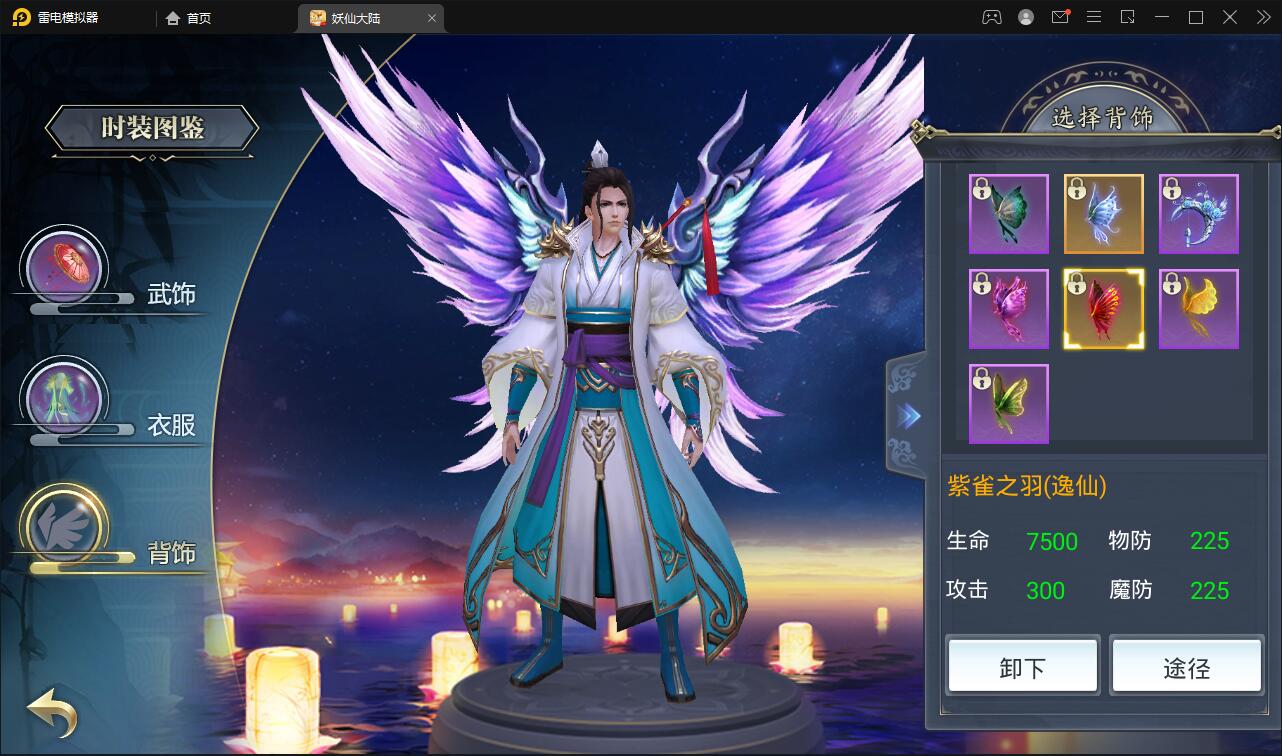 雷电模拟器
首页
妖仙大陆
时装图鉴
选择背饰
武饰
衣服
背饰
紫雀之羽(逸仙)
生命 7500 物防 225
攻击 300 魔防 225
卸下 途径